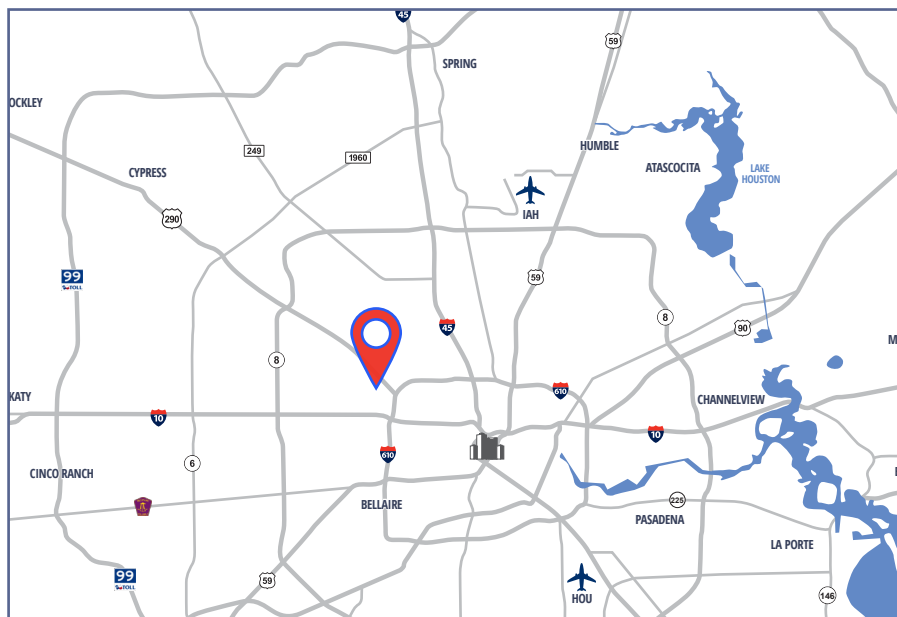 45
59
SPRING
OCKLEY
HUMBLE
249
1960
ATASCOCITA
LAKE
HOUSTON
CYPRESS
IAH
290
99
TOLL
59
8
45
90
8
M
610
KATY
CHANNELVIEW
10
10
610
6
CINCO RANCH
E
BELLAIRE
225
PASADENA
LA PORTE
99
TOLL
59
HOU
146